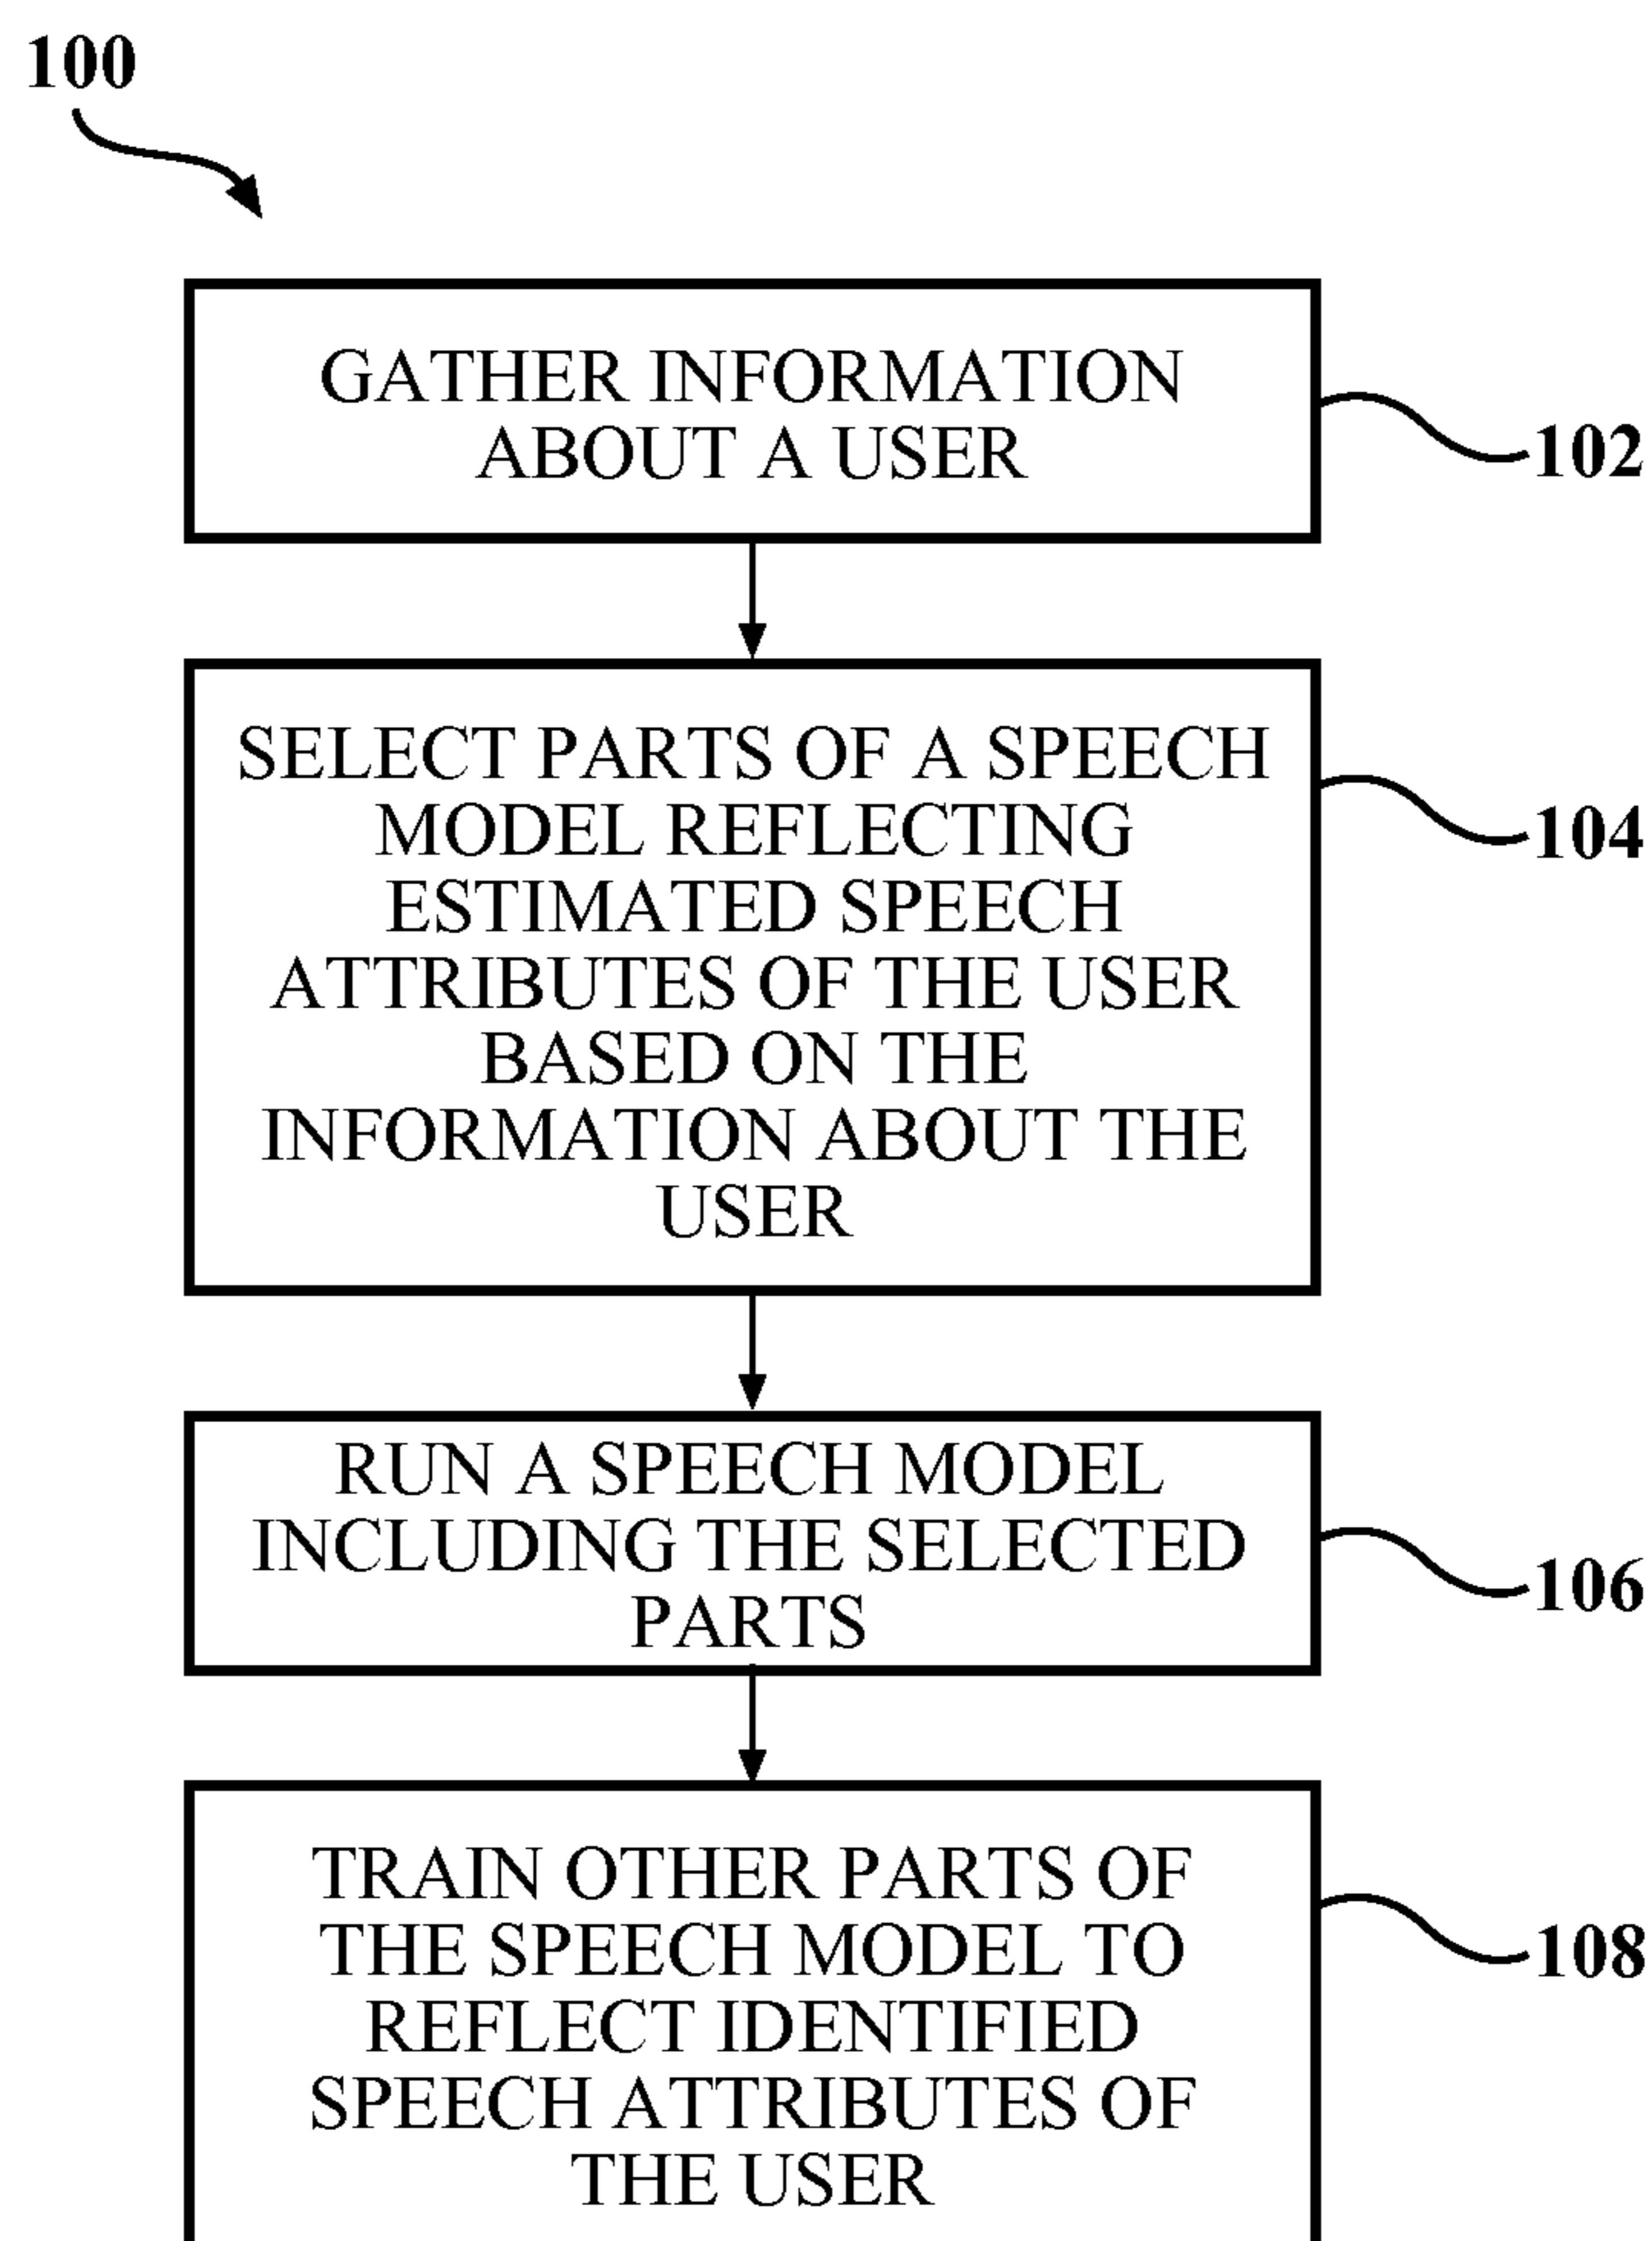 100
GATHER INFORMATION
ABOUT A USER
102
SELECT PARTS OF A SPEECH
MODEL REFLECTING
ESTIMATED SPEECH
ATTRIBUTES OF THE USER
BASED ON THE
INFORMATION ABOUT THE
USER
104
RUN A SPEECH MODEL
INCLUDING THE SELECTED
PARTS
106
TRAIN OTHER PARTS OF
THE SPEECH MODEL TO
REFLECT IDENTIFIED
SPEECH ATTRIBUTES OF
THE USER
108